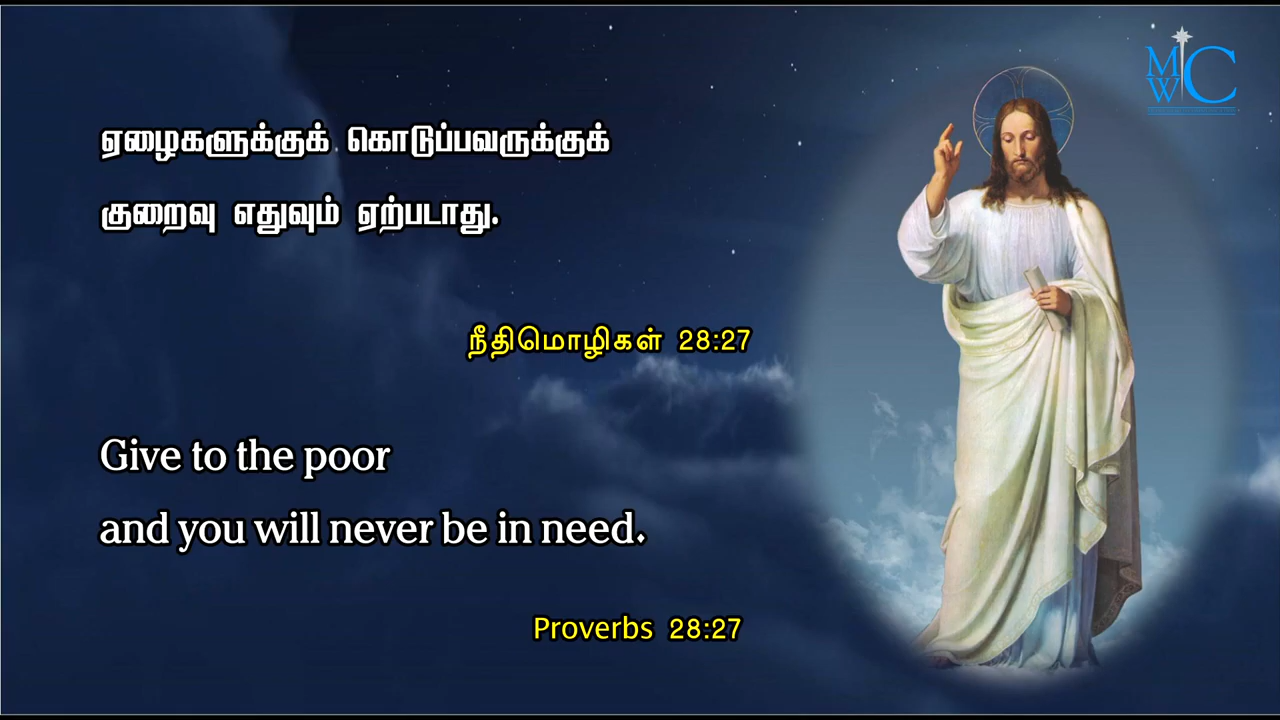 ஏழைகளுக்குக் கொடுப்பவருக்குக்
குறைவு எதுவும் ஏற்படாது.
நீதிமொழிகள் 28:27
Give to the poor
and you will never be in need.
Proverbs 28:27
MWC